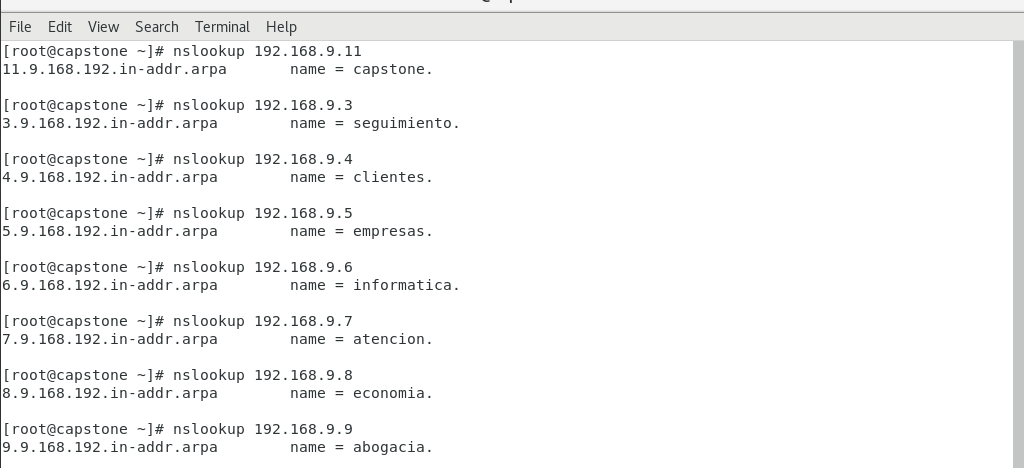 File Edit View Search Terminal Help
[root@capstone ~]# nslookup 192.168.9.11
11.9.168.192.in-addr.arpa       name = capstone.
[root@capstone ~]# nslookup 192.168.9.3
3.9.168.192.in-addr.arpa        name = seguimiento.
[root@capstone ~]# nslookup 192.168.9.4
4.9.168.192.in-addr.arpa        name = clientes.
[root@capstone ~]# nslookup 192.168.9.5
5.9.168.192.in-addr.arpa        name = empresas.
[root@capstone ~]# nslookup 192.168.9.6
6.9.168.192.in-addr.arpa        name = informatica.
[root@capstone ~]# nslookup 192.168.9.7
7.9.168.192.in-addr.arpa        name = atencion.
[root@capstone ~]# nslookup 192.168.9.8
8.9.168.192.in-addr.arpa        name = economia.
[root@capstone ~]# nslookup 192.168.9.9
9.9.168.192.in-addr.arpa        name = abogacia.